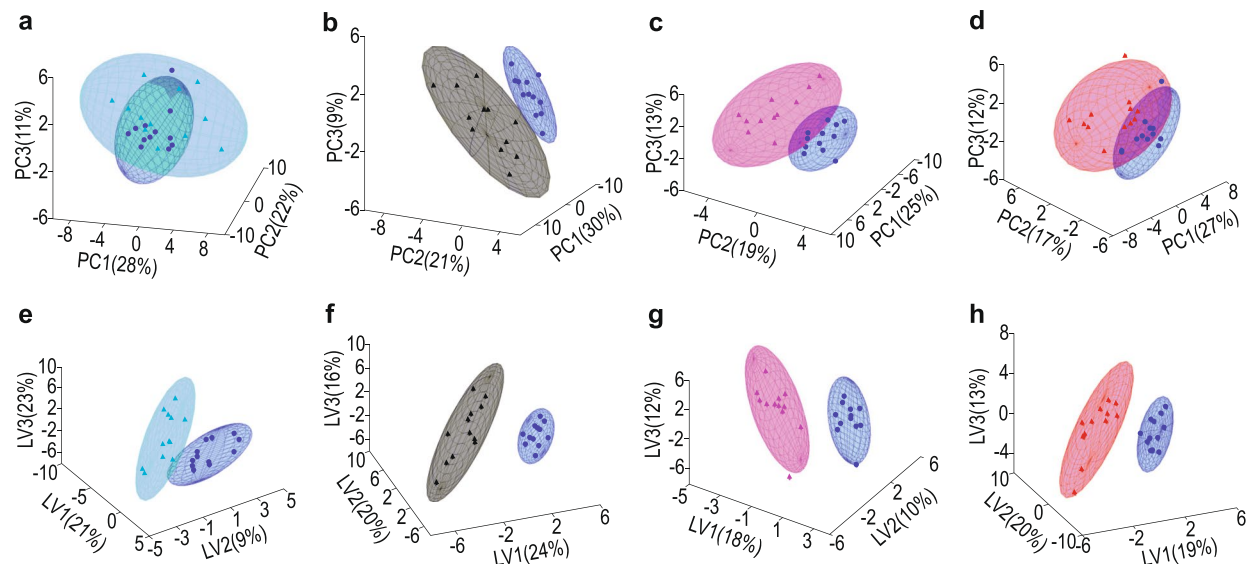 a
PC3(11%)
6
2
-2
-6
-8 -4 0 4 8
PC1(28%)
-10
0
10
PC2(22%)
b
PC3(9%)
6
2
-2
-6
-8 -4 0 4
PC2(21%)
-10
0
10
PC1(30%)
c
PC3(13%)
6
2
-2
-6
-4 0 4
PC2(19%)
-10
-6
-2
2
6
10
PC1(25%)
d
PC3(12%)
6
2
-2
-6
6 2 -2 -6
PC2(17%)
-8 -4 0 4 8
PC1(27%)
e
LV3(23%)
10
6
2
-2
-6
-10
-5
0
5
LV1(21%)
-5 -3 -1 1 3 5
LV2(9%)
f
LV3(16%)
10
6
2
-2
-6
6
2
-2
-6
LV2(20%)
-6 -2 2 6
LV1(24%)
g
LV3(12%)
6
2
-2
-6
-5 -3 -1 1 3
LV1(18%)
-6 -2 2 6
LV2(10%)
h
LV3(13%)
8
4
0
-4
10
0
-10
LV2(20%)
-6 -2 2 6
LV1(19%)